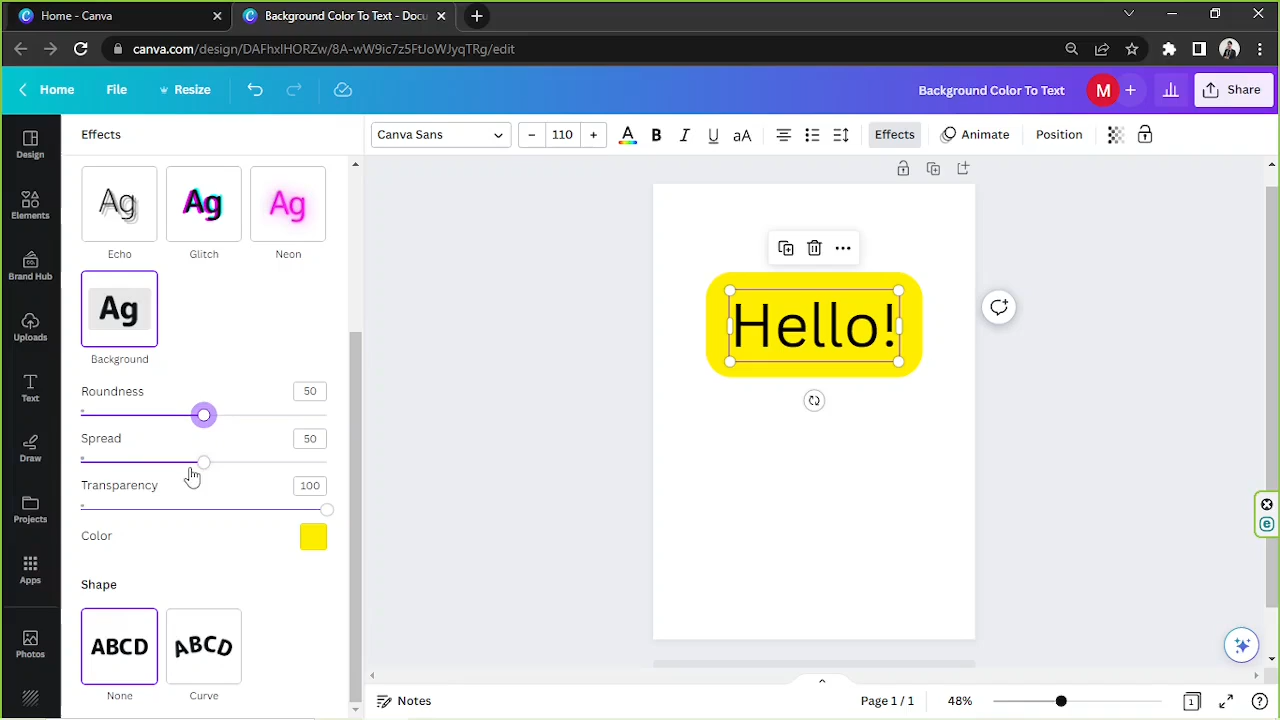 Home - Canva
Background Color To Text - Docu
canva.com/design/DAFhxlHORZw/8A-wW9ic7z5FtJoWJyqTRg/edit
Home
File
Resize
Background Color To Text
M
Share
Effects
Canva Sans
110
B
I
U
aA
Effects
Animate
Position
Design
Elements
Brand Hub
Uploads
Text
Draw
Projects
Apps
Photos
Ag
Ag
Ag
Echo
Glitch
Neon
Ag
Background
Roundness
50
Spread
50
Transparency
100
Color
Shape
ABCD
ABCD
None
Curve
Hello!
Notes
Page 1 / 1
48%
1